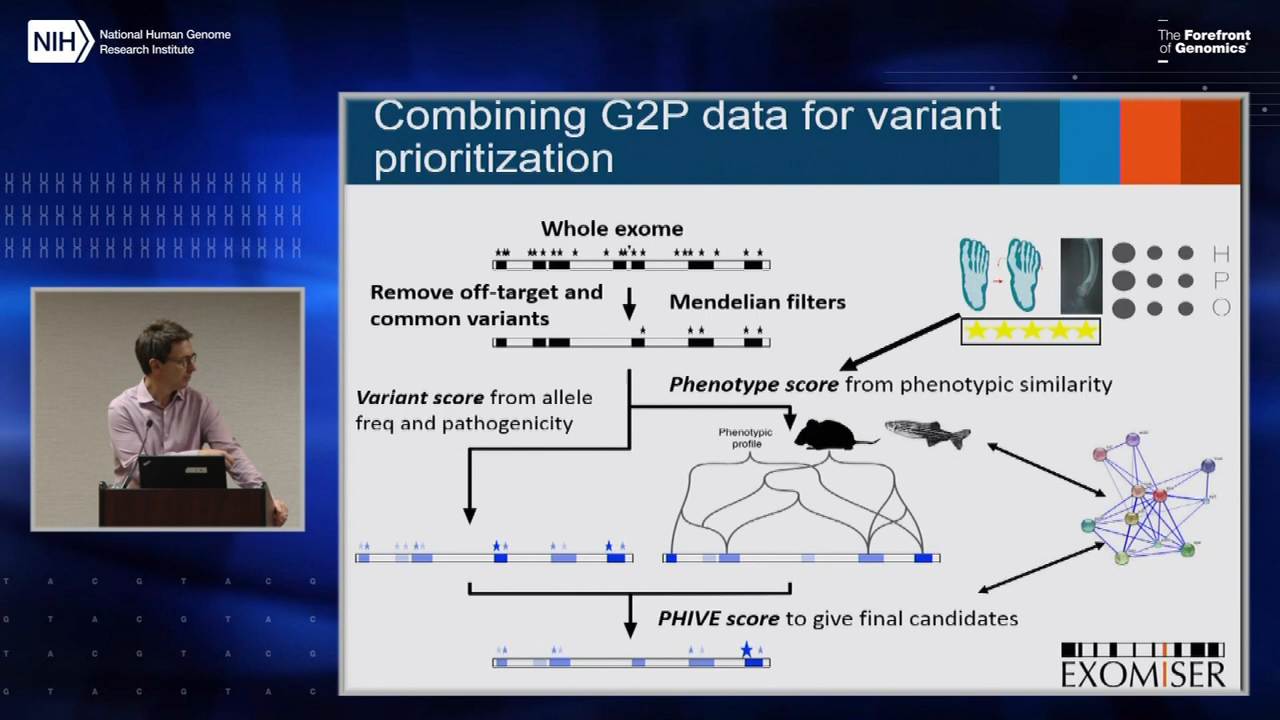 NIH
National Human Genome
Research Institute
The Forefront
of Genomics®
Combining G2P data for variant
prioritization
Whole exome
Remove off-target and
common variants
Mendelian filters
H
P
O
Phenotype score from phenotypic similarity
Variant score from allele
freq and pathogenicity
Phenotypic
profile
PHIVE score to give final candidates
EXOMISER
T A C G T A C G
G T A C G T A C
T A C G T A C G
G T A C G T A C